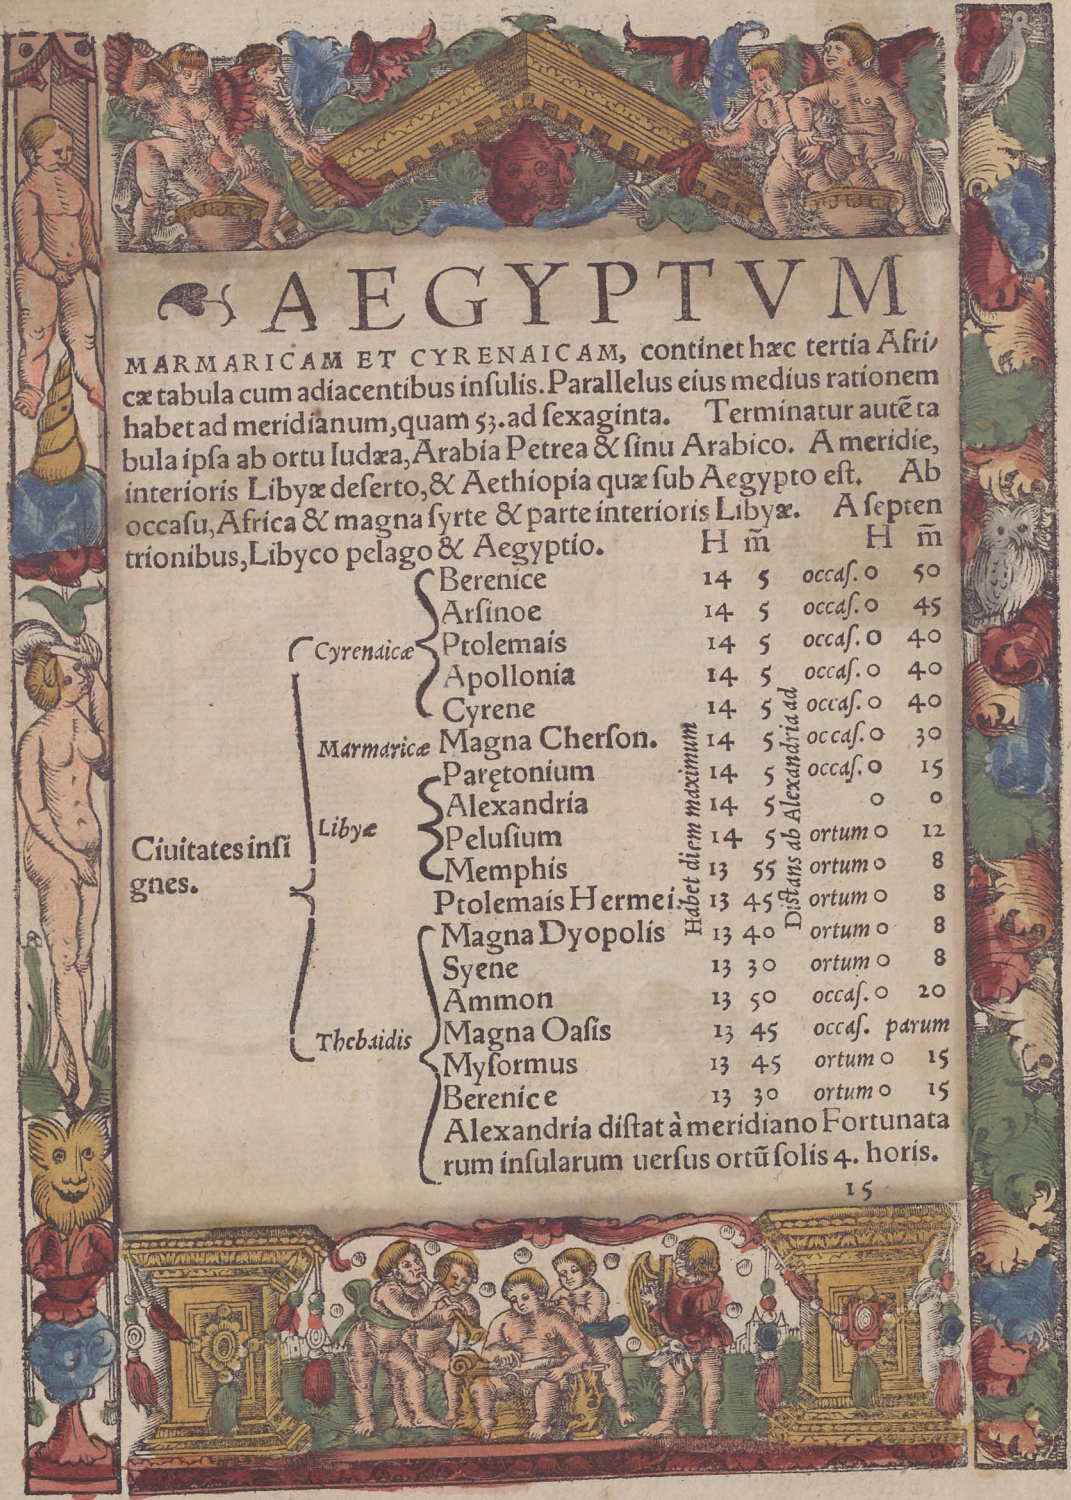 AEGYPTVM
MARMARICAM ET CYRENAICAM, continet hæc tertia Afri/
cæ tabula cum adiacentibus inſulis. Parallelus eius medius rationem
habet ad meridianum, quam 53. ad ſexaginta. Terminatur autē ta
bula ipſa ab ortu Iudæa, Arabia Petrea & ſinu Arabico. A meridie,
interioris Libyæ deſerto, & Aethiopia quæ ſub Aegypto eſt. Ab
occaſu, Africa & magna ſyrte & parte interioris Libyæ. A ſepten
trionibus, Libyco pelago & Aegyptio. H m̃ H m̃
Berenice 14 5 occaſ. 0 50
Arſinoe 14 5 occaſ. 0 45
Cyrenaicæ Ptolemais 14 5 occaſ. 0 40
Apollonia 14 5 occaſ. 0 40
Cyrene 14 5 occaſ. 0 40
Marmaricæ Magna Cherſon. 14 5 occaſ. 0 30
Parętonium 14 5 occaſ. 0 15
Libyæ Alexandria 14 5 0 0
Peluſium 14 5 ortum 0 12
Ciuitates inſi
gnes.
Memphis 13 55 ortum 0 8
Ptolemais Hermei. 13 45 ortum 0 8
Habet diem maximum
Diſtans ab Alexandria ad
Magna Dyopolis 13 40 ortum 0 8
Syene 13 30 ortum 0 8
Ammon 13 50 occaſ. 0 20
Thebaidis Magna Oaſis 13 45 occaſ. parum
Myſormus 13 45 ortum 0 15
Berenice 13 30 ortum 0 15
Alexandria diſtat à meridiano Fortunata
rum inſularum uerſus ortũ ſolis 4. horis.
15